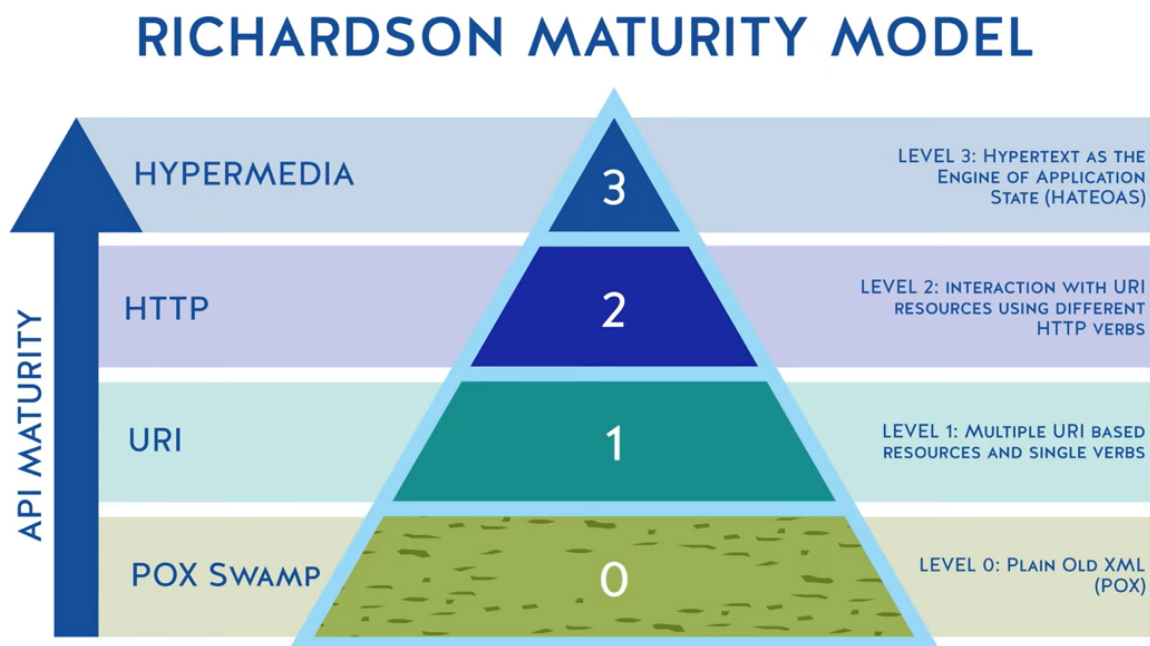 RICHARDSON MATURITY MODEL
API MATURITY
HYPERMEDIA
3
LEVEL 3: HYPERTEXT AS THE
ENGINE OF APPLICATION
STATE (HATEOAS)
HTTP
2
LEVEL 2: INTERACTION WITH URI
RESOURCES USING DIFFERENT
HTTP VERBS
URI
1
LEVEL 1: MULTIPLE URI BASED
RESOURCES AND SINGLE VERBS
POX SWAMP
0
LEVEL 0: PLAIN OLD XML
(POX)